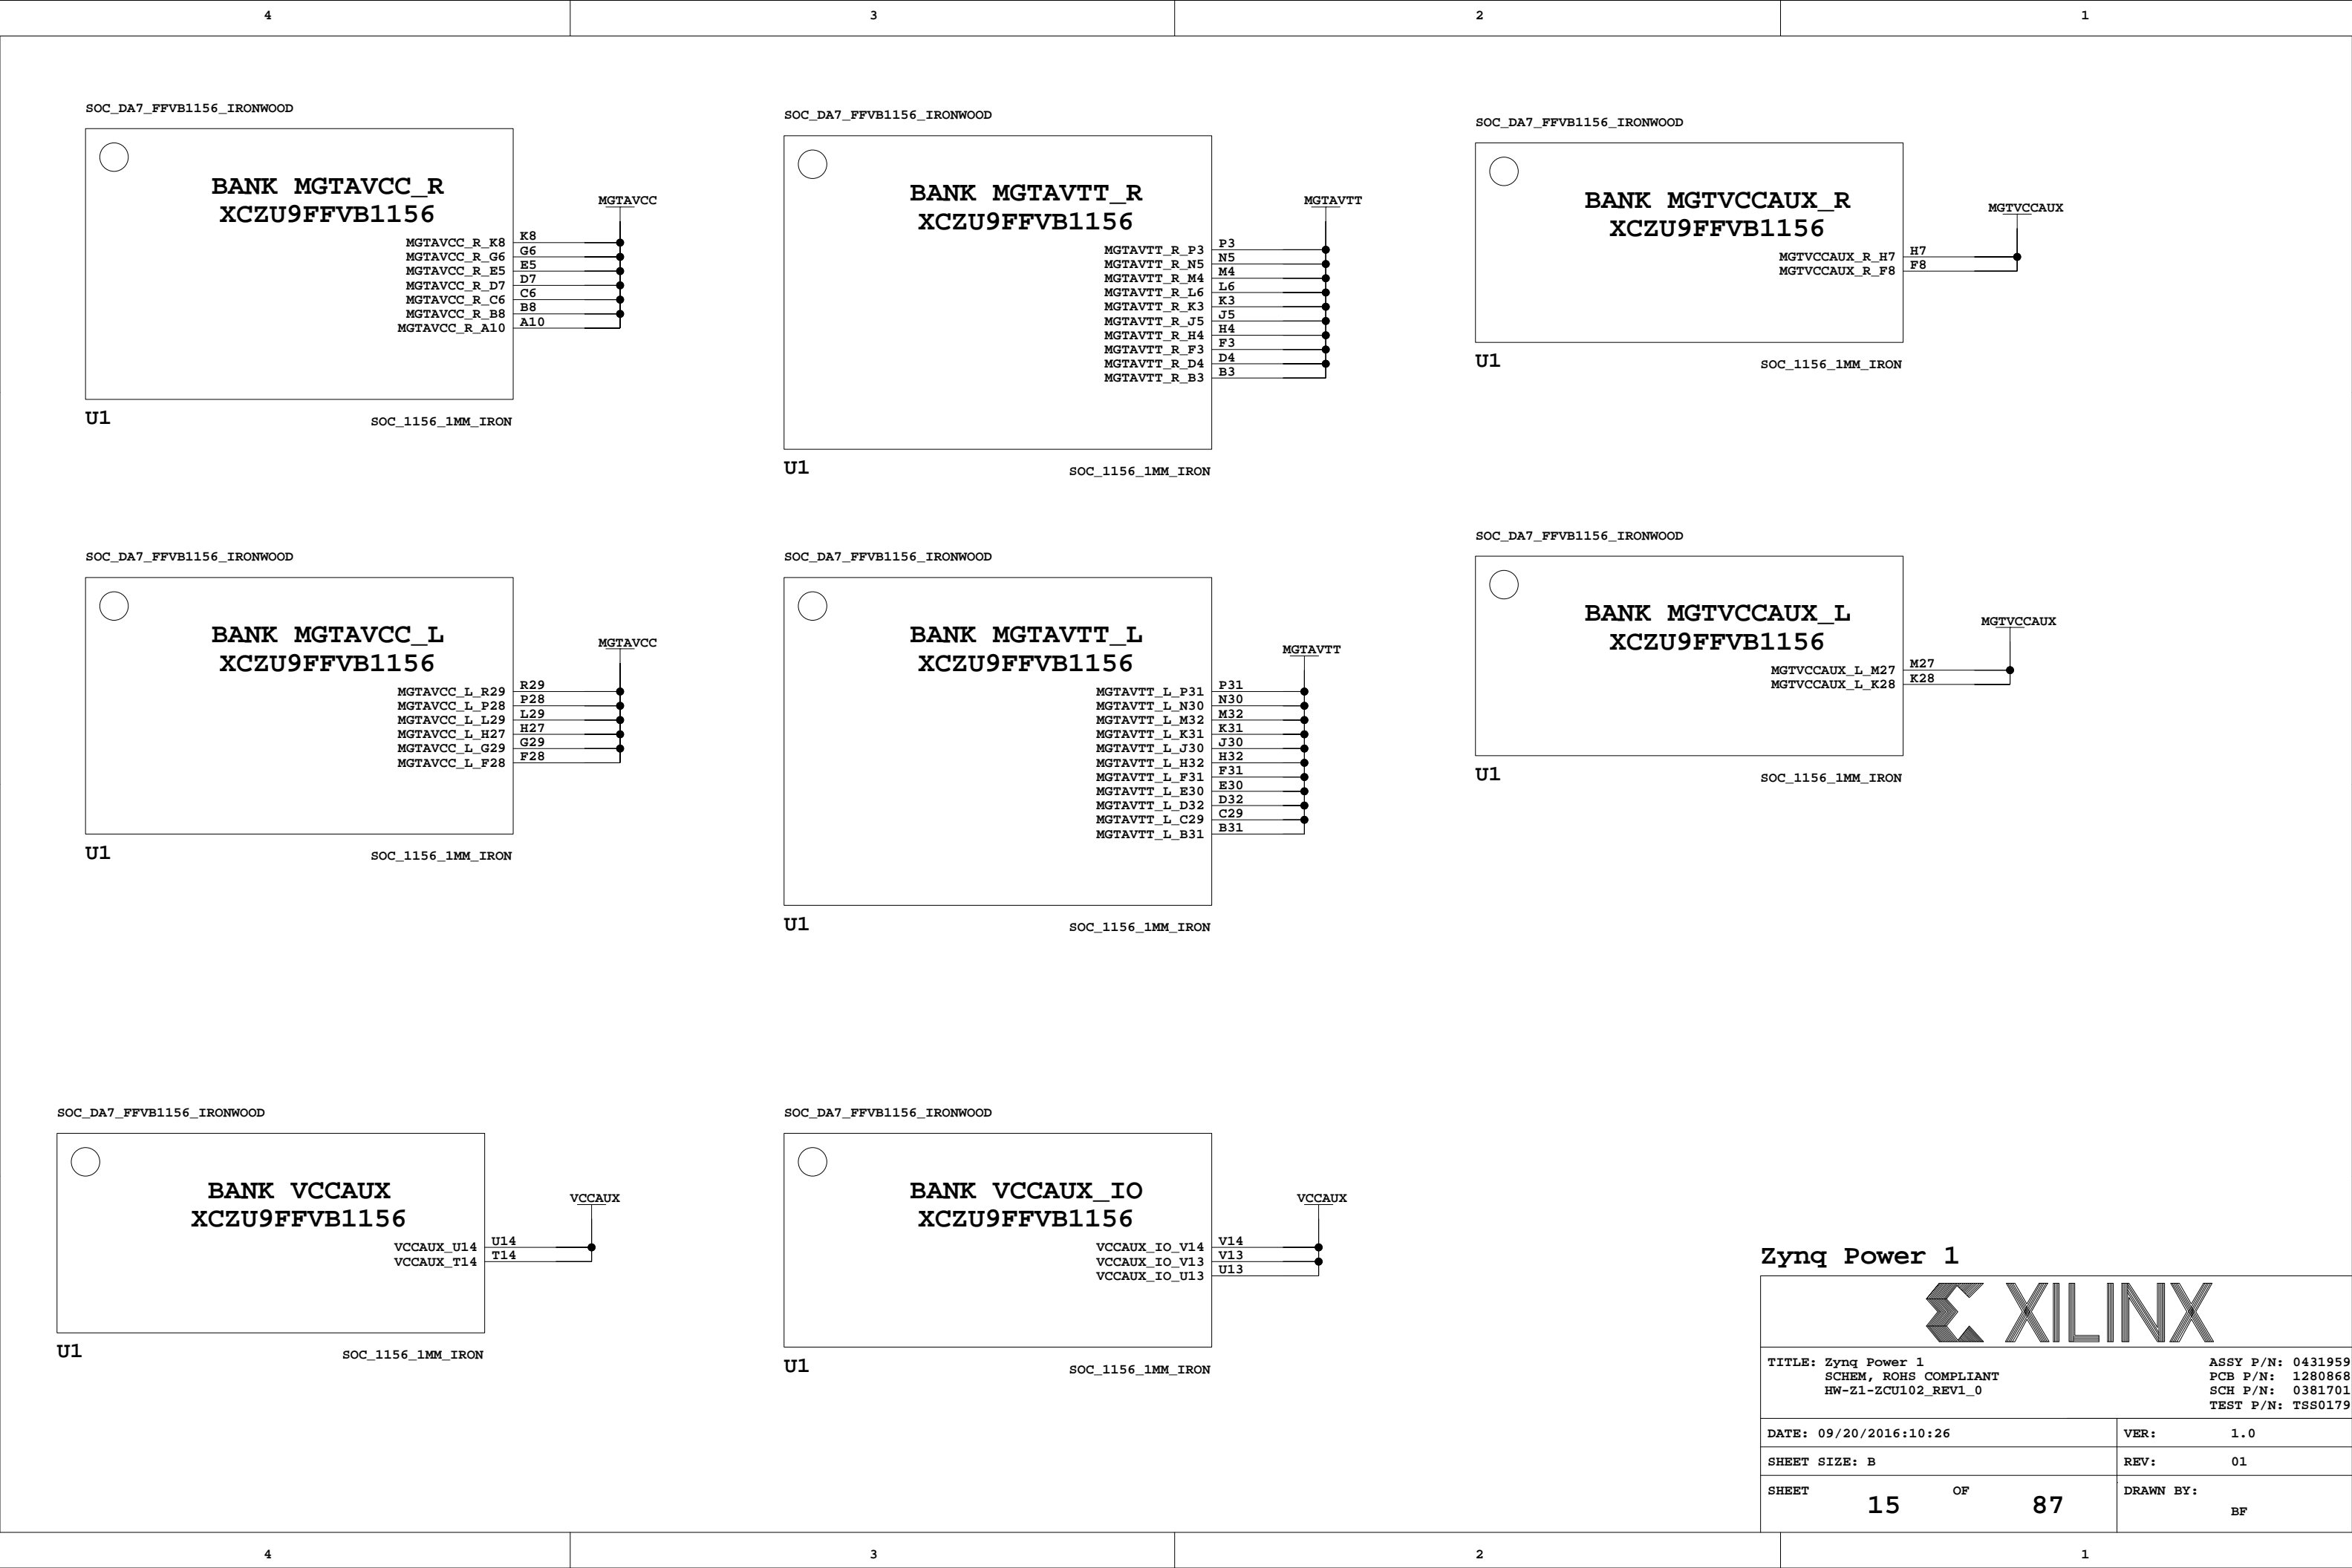 4 3 2 1
SOC_DA7_FFVB1156_IRONWOOD
BANK MGTAVCC_R
XCZU9FFVB1156
MGTAVCC
MGTAVCC_R_K8 K8
MGTAVCC_R_G6 G6
MGTAVCC_R_E5 E5
MGTAVCC_R_D7 D7
MGTAVCC_R_C6 C6
MGTAVCC_R_B8 B8
MGTAVCC_R_A10 A10
U1 SOC_1156_1MM_IRON
SOC_DA7_FFVB1156_IRONWOOD
BANK MGTAVTT_R
XCZU9FFVB1156
MGTAVTT
MGTAVTT_R_P3 P3
MGTAVTT_R_N5 N5
MGTAVTT_R_M4 M4
MGTAVTT_R_L6 L6
MGTAVTT_R_K3 K3
MGTAVTT_R_J5 J5
MGTAVTT_R_H4 H4
MGTAVTT_R_F3 F3
MGTAVTT_R_D4 D4
MGTAVTT_R_B3 B3
U1 SOC_1156_1MM_IRON
SOC_DA7_FFVB1156_IRONWOOD
BANK MGTVCCAUX_R
XCZU9FFVB1156
MGTVCCAUX
MGTVCCAUX_R_H7 H7
MGTVCCAUX_R_F8 F8
U1 SOC_1156_1MM_IRON
SOC_DA7_FFVB1156_IRONWOOD
BANK MGTAVCC_L
XCZU9FFVB1156
MGTAVCC
MGTAVCC_L_R29 R29
MGTAVCC_L_P28 P28
MGTAVCC_L_L29 L29
MGTAVCC_L_H27 H27
MGTAVCC_L_G29 G29
MGTAVCC_L_F28 F28
U1 SOC_1156_1MM_IRON
SOC_DA7_FFVB1156_IRONWOOD
BANK MGTAVTT_L
XCZU9FFVB1156
MGTAVTT
MGTAVTT_L_P31 P31
MGTAVTT_L_N30 N30
MGTAVTT_L_M32 M32
MGTAVTT_L_K31 K31
MGTAVTT_L_J30 J30
MGTAVTT_L_H32 H32
MGTAVTT_L_F31 F31
MGTAVTT_L_E30 E30
MGTAVTT_L_D32 D32
MGTAVTT_L_C29 C29
MGTAVTT_L_B31 B31
U1 SOC_1156_1MM_IRON
SOC_DA7_FFVB1156_IRONWOOD
BANK MGTVCCAUX_L
XCZU9FFVB1156
MGTVCCAUX
MGTVCCAUX_L_M27 M27
MGTVCCAUX_L_K28 K28
U1 SOC_1156_1MM_IRON
SOC_DA7_FFVB1156_IRONWOOD
BANK VCCAUX
XCZU9FFVB1156
VCCAUX
VCCAUX_U14 U14
VCCAUX_T14 T14
U1 SOC_1156_1MM_IRON
SOC_DA7_FFVB1156_IRONWOOD
BANK VCCAUX_IO
XCZU9FFVB1156
VCCAUX
VCCAUX_IO_V14 V14
VCCAUX_IO_V13 V13
VCCAUX_IO_U13 U13
U1 SOC_1156_1MM_IRON
Zynq Power 1
XILINX
TITLE: Zynq Power 1 ASSY P/N: 0431959
SCHEM, ROHS COMPLIANT PCB P/N: 1280868
HW-Z1-ZCU102_REV1_0 SCH P/N: 0381701
TEST P/N: TSS0179
DATE: 09/20/2016:10:26 VER: 1.0
SHEET SIZE: B REV: 01
SHEET 15 OF 87 DRAWN BY:
BF
4 3 2 1